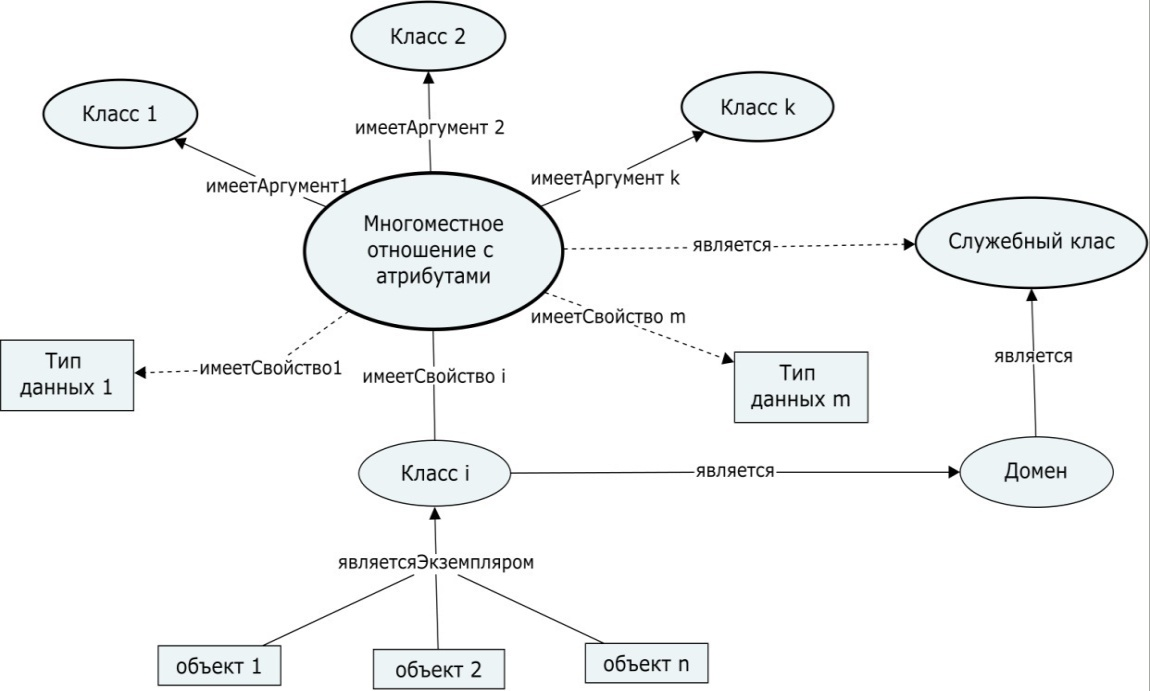 Класс 2
Класс 1
Класс k
имеетАргумент 2
имеетАргумент k
имеетАргумент1
Многоместное
отношение с
атрибутами
является
Служебный клас
имеетСвойство m
имеетСвойство1
имеетСвойство i
является
Тип
данных 1
Тип
данных m
Класс i
является
Домен
являетсяЭкземпляром
объект 1
объект 2
объект n